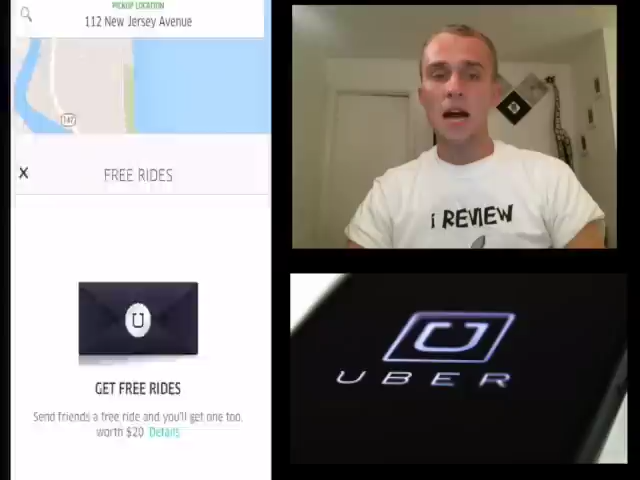 PICKUP LOCATION
112 New Jersey Avenue
147
X FREE RIDES
U
GET FREE RIDES
Send friends a free ride and you'll get one too,
worth $20 Details
i REVIEW
UBER